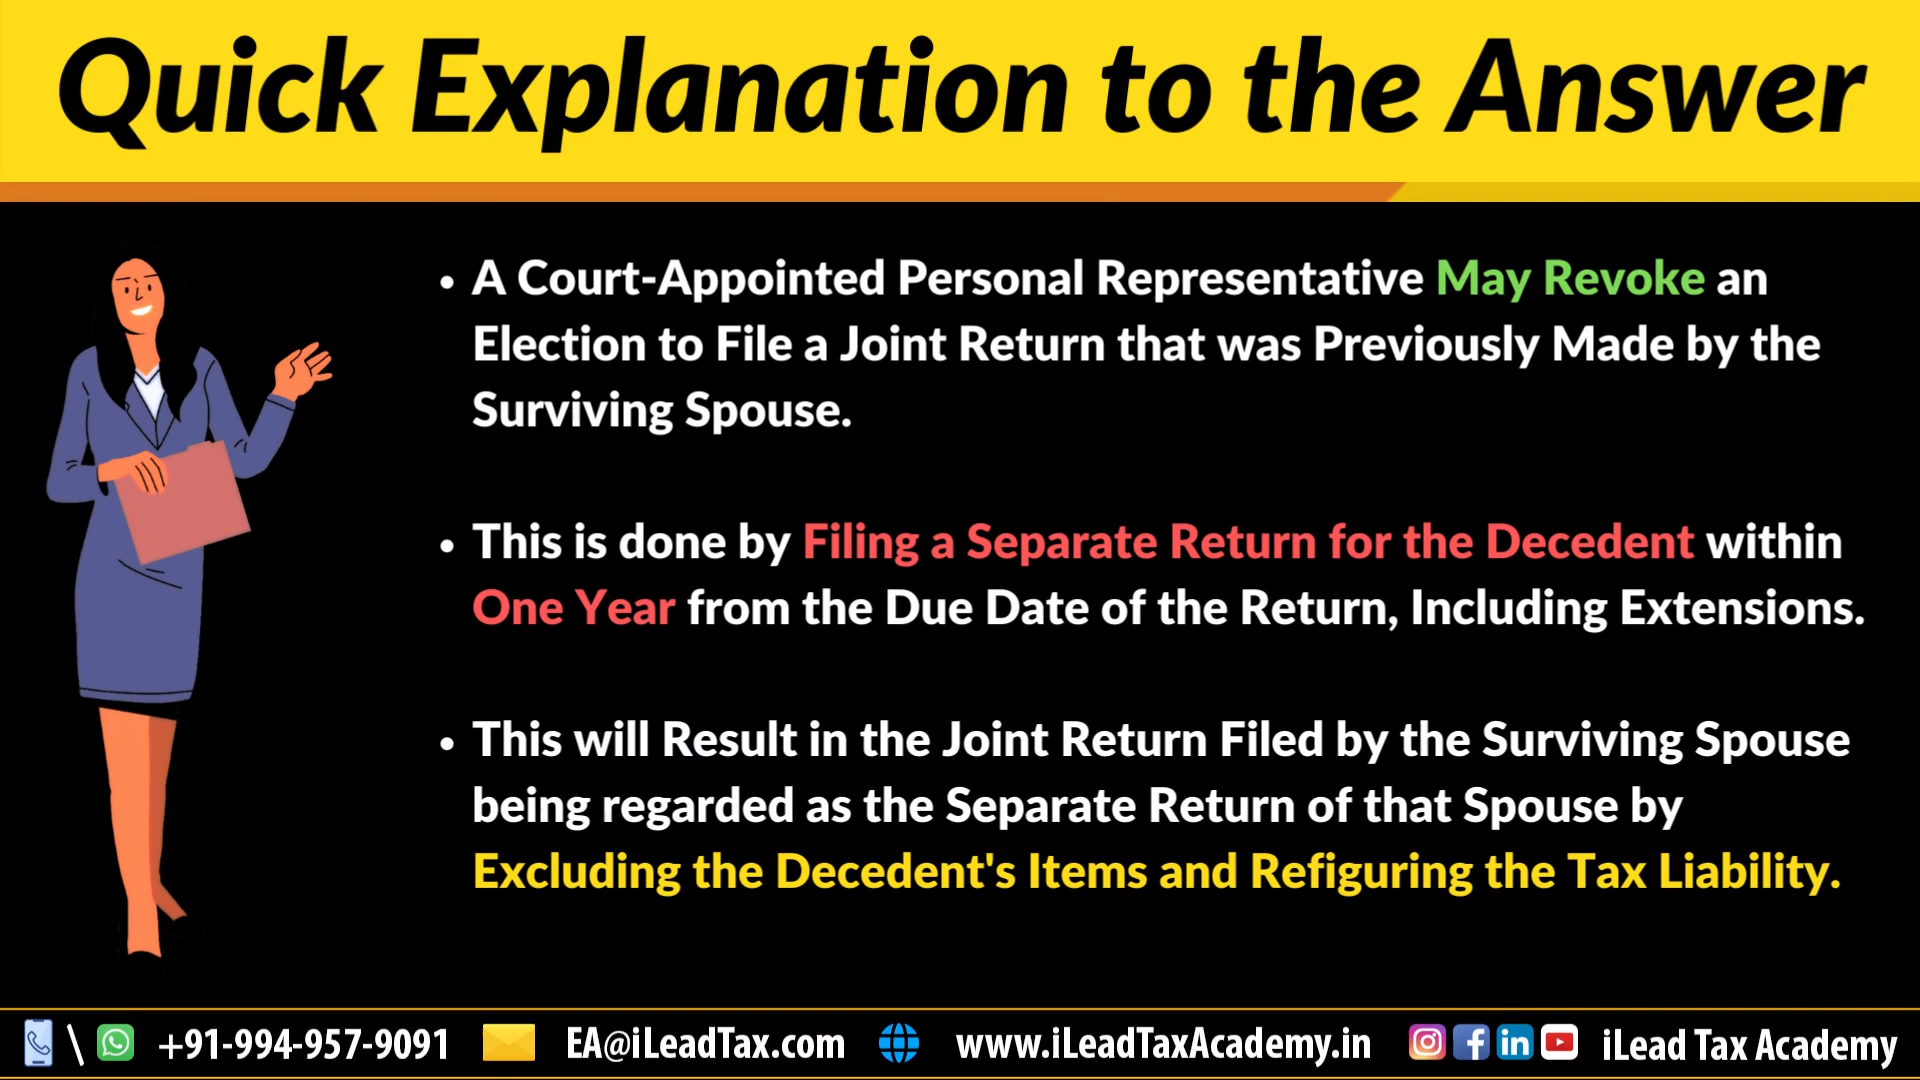 Quick Explanation to the Answer
• A Court-Appointed Personal Representative May Revoke an
Election to File a Joint Return that was Previously Made by the
Surviving Spouse.
• This is done by Filing a Separate Return for the Decedent within
One Year from the Due Date of the Return, Including Extensions.
• This will Result in the Joint Return Filed by the Surviving Spouse
being regarded as the Separate Return of that Spouse by
Excluding the Decedent's Items and Refiguring the Tax Liability.
\ +91-994-957-9091 EA@iLeadTax.com www.iLeadTaxAcademy.in iLead Tax Academy